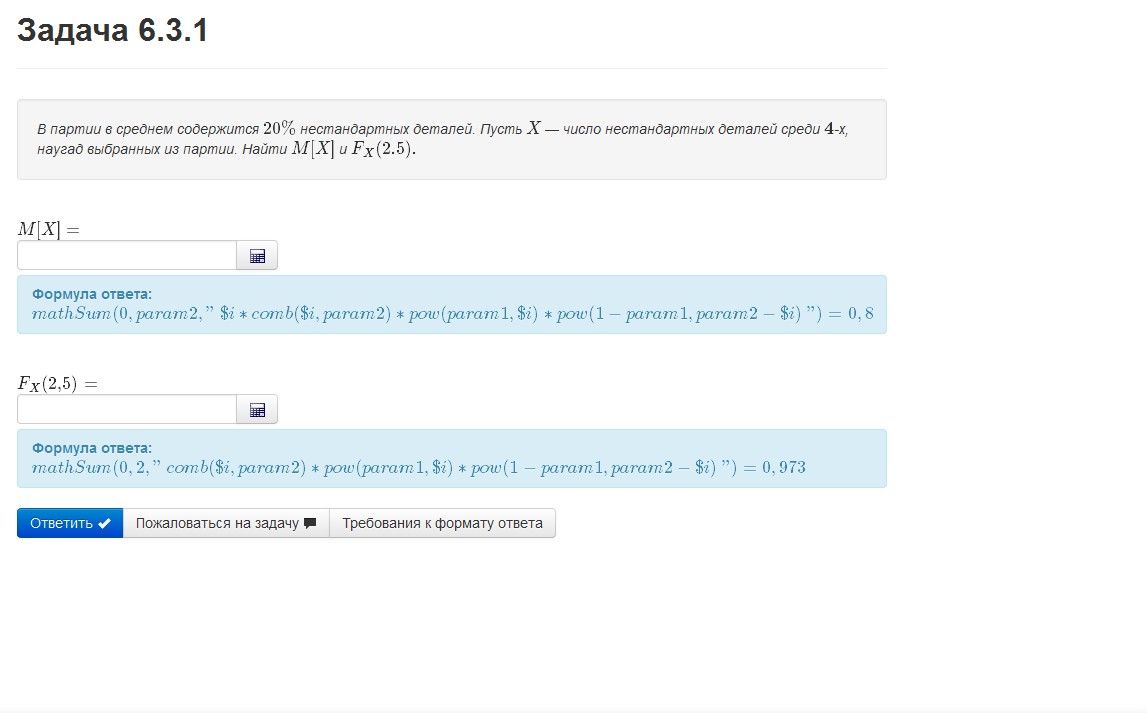 Задача 6.3.1
В партии в среднем содержится 20% нестандартных деталей. Пусть X — число нестандартных деталей среди 4-х,
наугад выбранных из партии. Найти M[X] и F_X(2.5).
M[X] =
Формула ответа:
mathSum(0, param2, ” $i ∗ comb($i, param2) ∗ pow(param1, $i) ∗ pow(1 − param1, param2 − $i) ”) = 0, 8
F_X(2,5) =
Формула ответа:
mathSum(0, 2, ” comb($i, param2) ∗ pow(param1, $i) ∗ pow(1 − param1, param2 − $i) ”) = 0, 973
Ответить Пожаловаться на задачу Требования к формату ответа